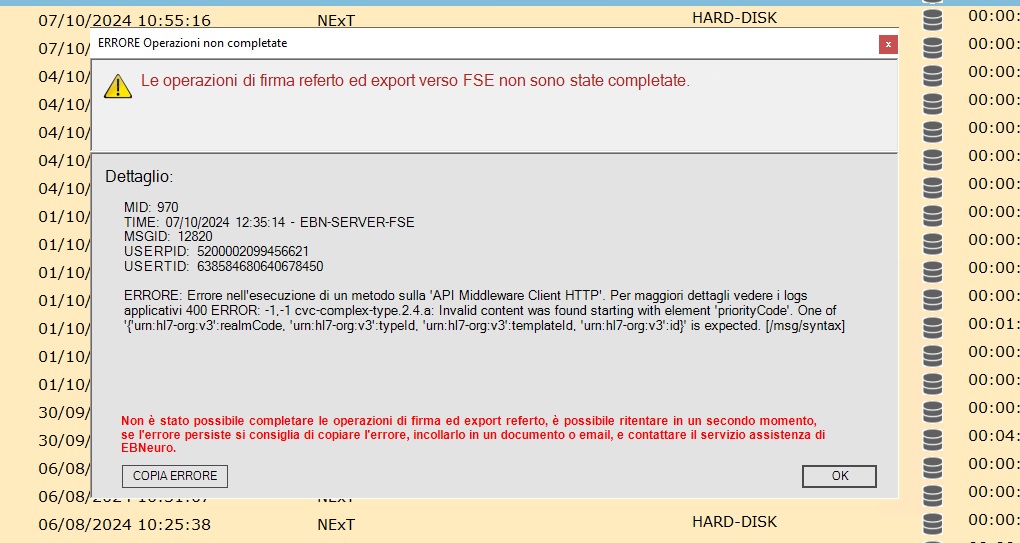 07/10/2024 10:55:16 NExT HARD-DISK 00:00:
07/10/ 00:00:
ERRORE Operazioni non completate x
04/10/ 00:00:
Le operazioni di firma referto ed export verso FSE non sono state completate.
04/10/ 00:00:
04/10/ 00:00:
04/10/ 00:00:
Dettaglio:
04/10/ 00:00:
MID: 970
01/10/ 00:00:
TIME: 07/10/2024 12:35:14 - EBN-SERVER-FSE
MSGID: 12820
01/10/ 00:00:
USERPID: 5200002099456621
USERTID: 638584680640678450
01/10/ 00:00:
ERRORE: Errore nell'esecuzione di un metodo sulla 'API Middleware Client HTTP'. Per maggiori dettagli vedere i logs
01/10/ 00:00:
applicativi 400 ERROR: -1,-1 cvc-complex-type.2.4.a: Invalid content was found starting with element 'priorityCode'. One of
'{'urn:hl7-org:v3':realmCode, 'urn:hl7-org:v3':typeId, 'urn:hl7-org:v3':templateId, 'urn:hl7-org:v3':id}' is expected. [/msg/syntax]
01/10/ 00:01:
01/10/ 00:00:
01/10/ 00:00:
30/09/ 00:00:
Non è stato possibile completare le operazioni di firma ed export referto, è possibile ritentare in un secondo momento,
se l'errore persiste si consiglia di copiare l'errore, incollarlo in un documento o email, e contattare il servizio assistenza di
30/09/ 00:04:
EBNeuro.
06/08/ 00:00:
COPIA ERRORE OK
06/08/2024 10:31:07 NExT 00:00:
06/08/2024 10:25:38 NExT HARD-DISK 00:00: